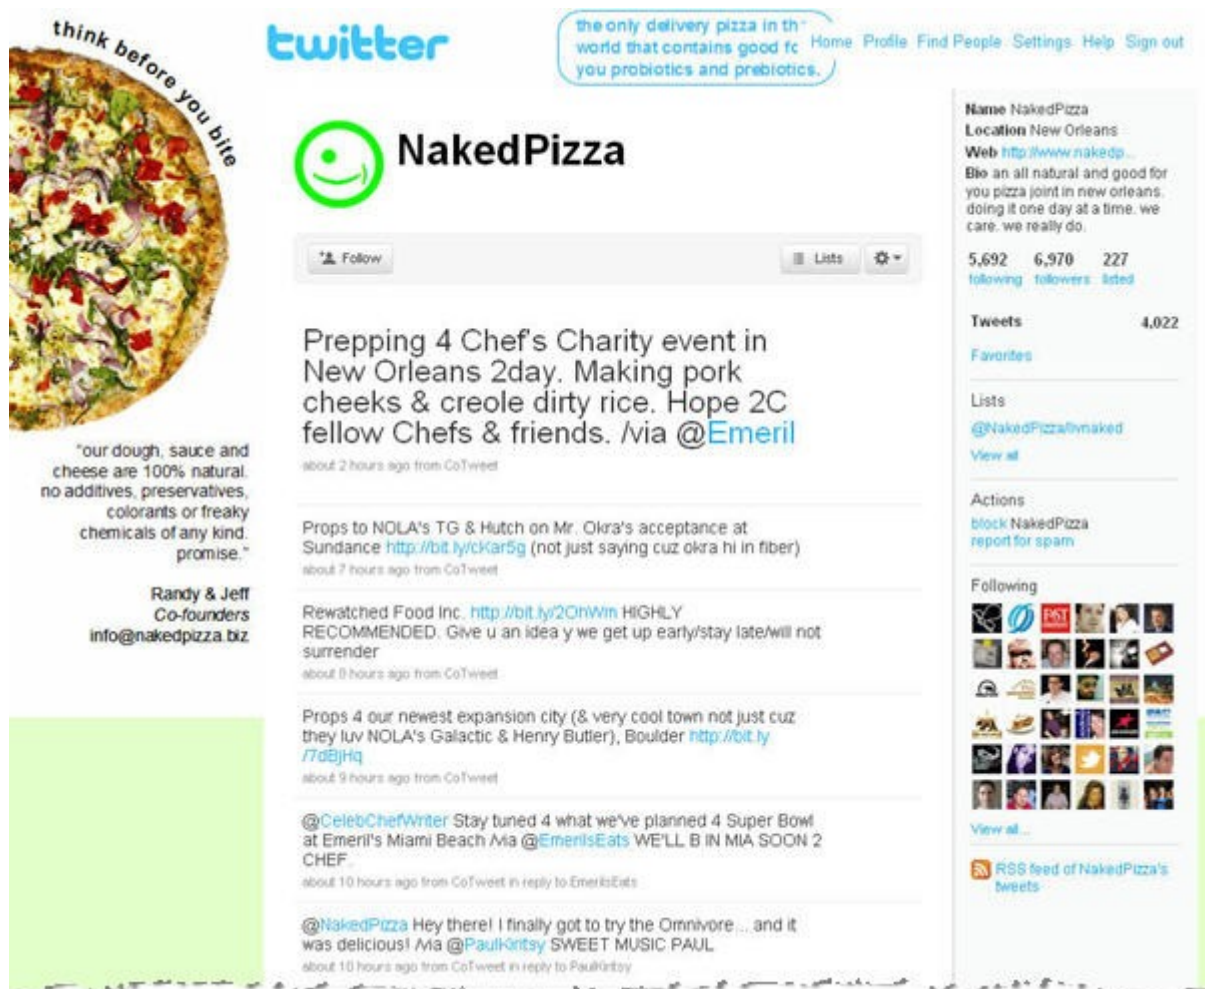 think before you bite
twitter
the only delivery pizza in th
world that contains good fo
you probiotics and prebiotics.
Home Profile Find People Settings Help Sign out
NakedPizza
Follow
Lists
Prepping 4 Chef's Charity event in
New Orleans 2day. Making pork
cheeks & creole dirty rice. Hope 2C
fellow Chefs & friends. /via @Emeril
about 2 hours ago from CoTweet
Props to NOLA's TG & Hutch on Mr. Okra's acceptance at
Sundance http://bit.ly/cKar5g (not just saying cuz okra hi in fiber)
about 7 hours ago from CoTweet
Rewatched Food Inc. http://bit.ly/2OhWm HIGHLY
RECOMMENDED. Give u an idea y we get up early/stay late/will not
surrender
about 8 hours ago from CoTweet
Props 4 our newest expansion city (& very cool town not just cuz
they luv NOLA's Galactic & Henry Butler), Boulder http://bit.ly
/7dBjHq
about 9 hours ago from CoTweet
@CelebChefWriter Stay tuned 4 what we've planned 4 Super Bowl
at Emeril's Miami Beach /via @EmerilsEats WE'LL B IN MIA SOON 2
CHEF.
about 10 hours ago from CoTweet in reply to EmerilsEats
@NakedPizza Hey there! I finally got to try the Omnivore... and it
was delicious! /via @PaulKiritsy SWEET MUSIC PAUL
about 10 hours ago from CoTweet in reply to PaulKiritsy
"our dough, sauce and
cheese are 100% natural.
no additives, preservatives,
colorants or freaky
chemicals of any kind.
promise."
Randy & Jeff
Co-founders
info@nakedpizza.biz
Name NakedPizza
Location New Orleans
Web http://www.nakedp...
Bio an all natural and good for
you pizza joint in new orleans.
doing it one day at a time. we
care. we really do.
5,692 6,970 227
following followers listed
Tweets 4,022
Favorites
Lists
@NakedPizza/livnaked
View all
Actions
block NakedPizza
report for spam
Following
View all...
RSS feed of NakedPizza's
tweets